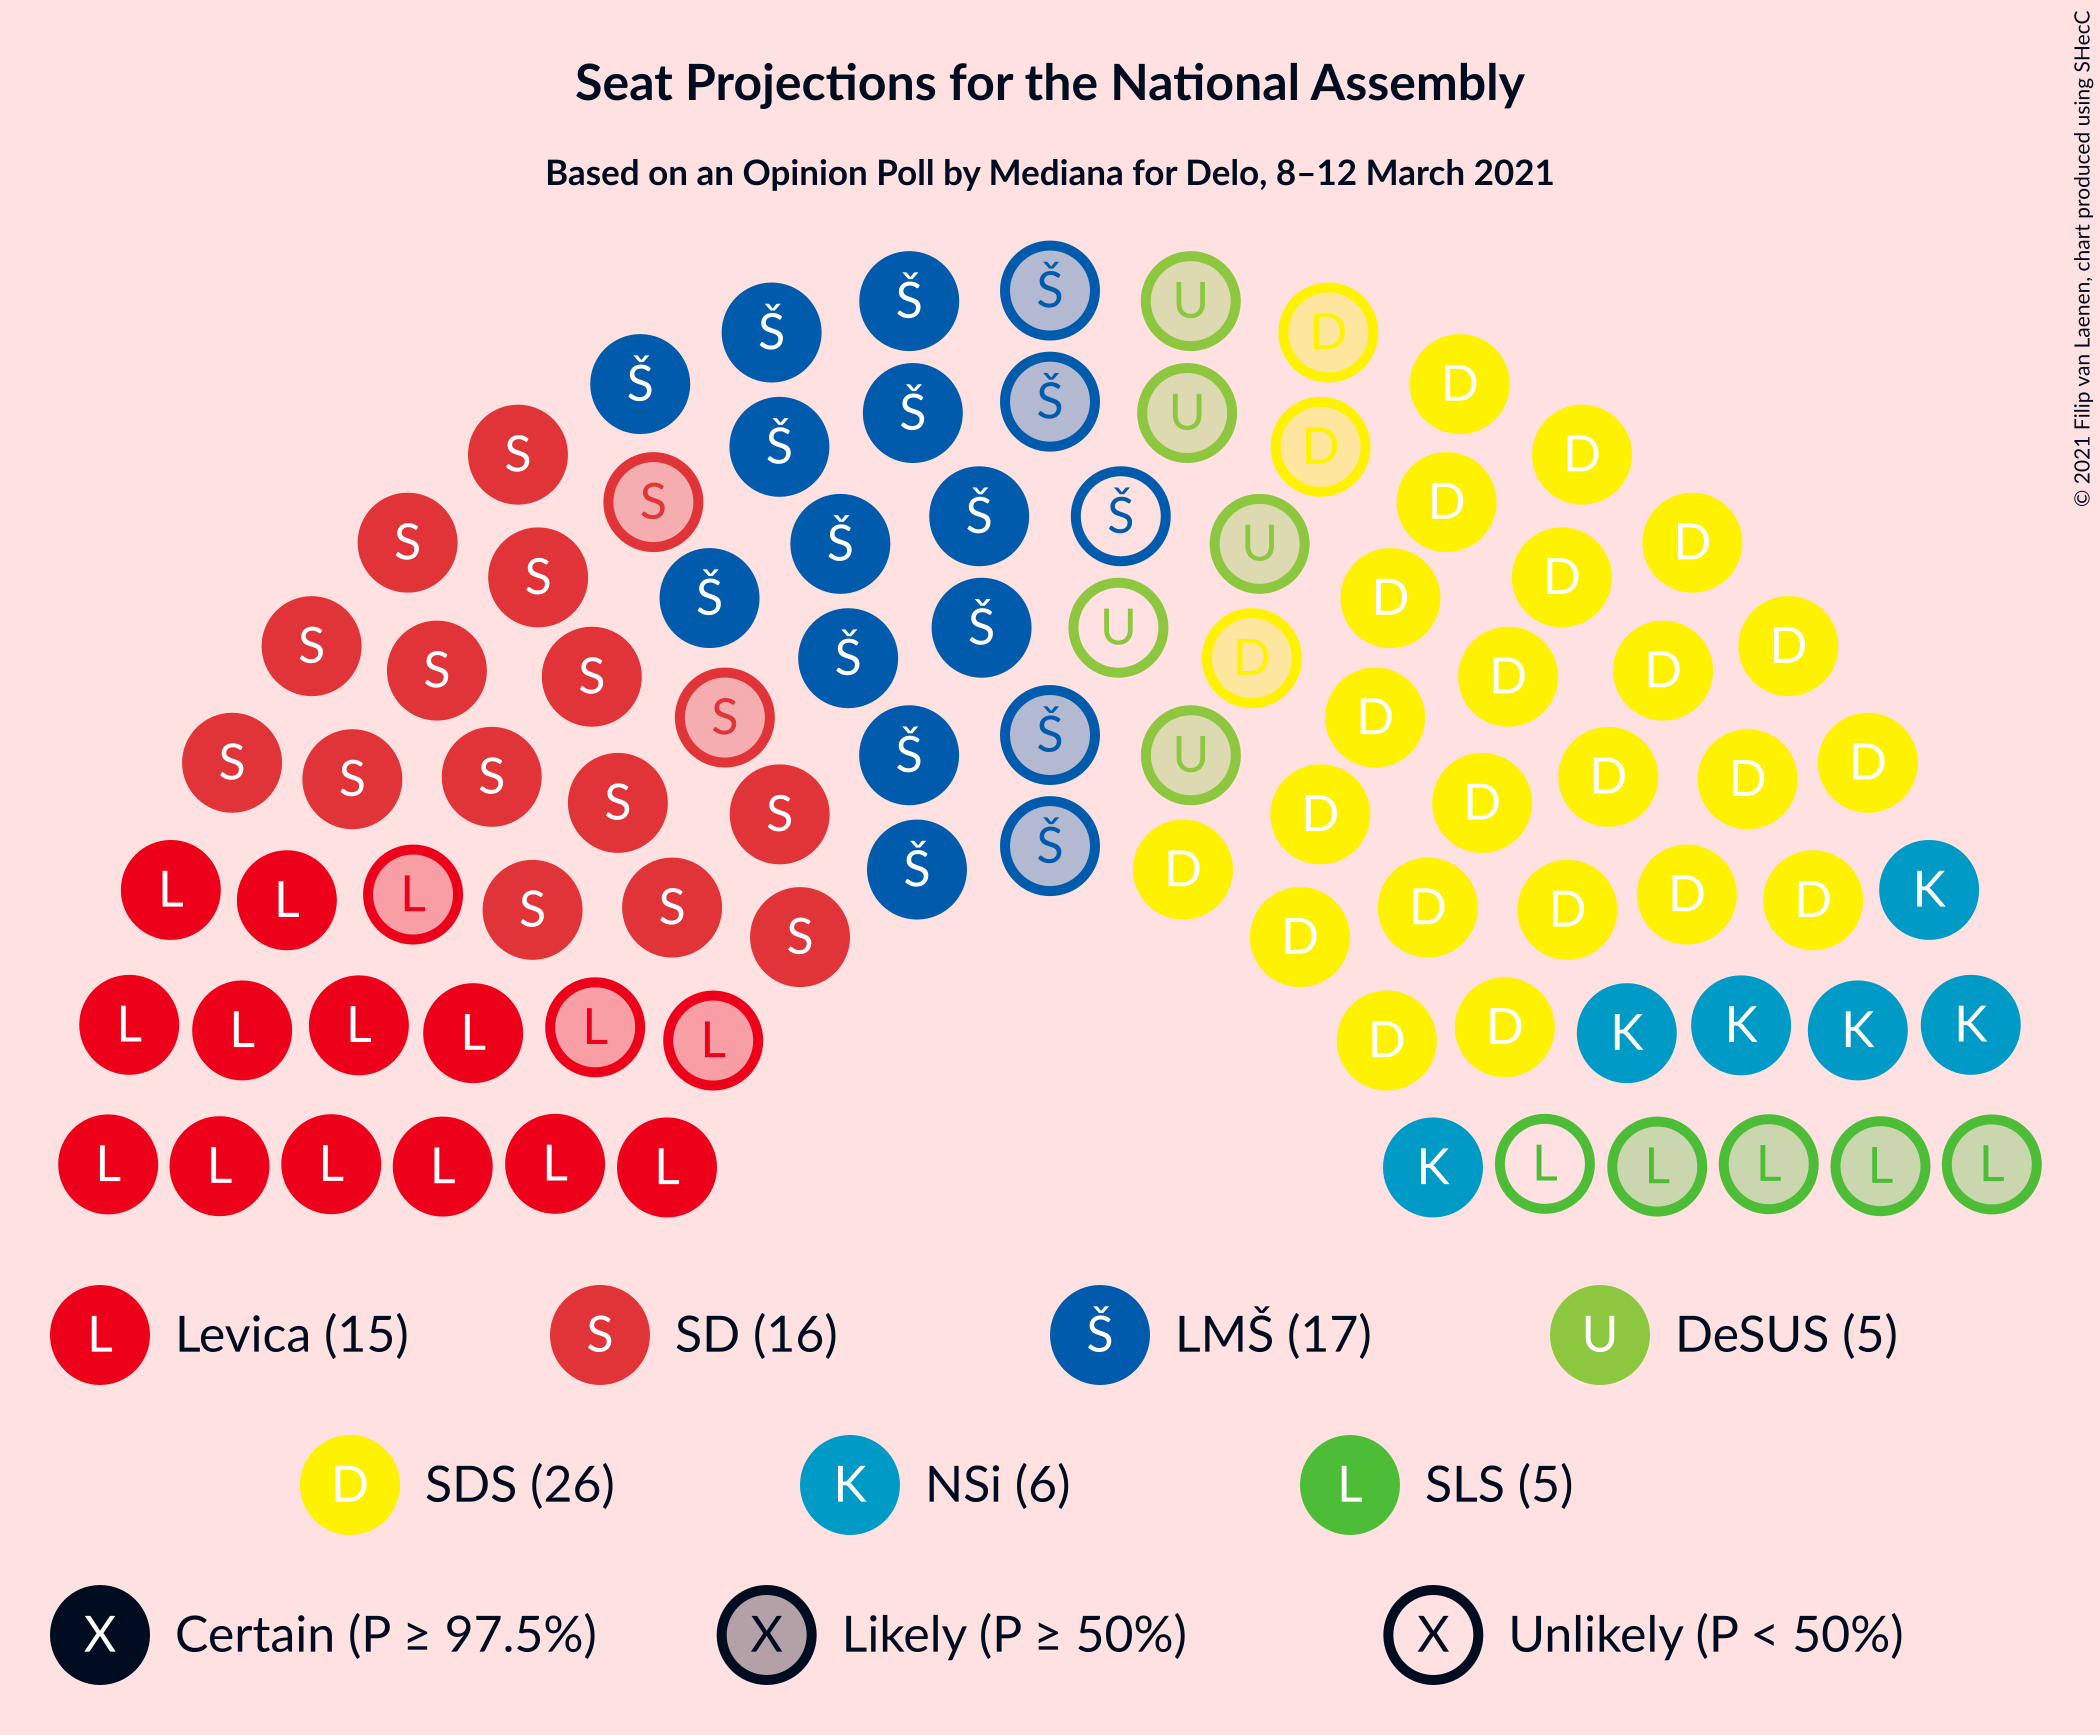 Seat Projections for the National Assembly
Based on an Opinion Poll by Mediana for Delo, 8–12 March 2021
© 2021 Filip van Laenen, chart produced using SHecC
Š Š Š U D
Š Š D
Š Š U D
S Š D D
S S D
Š Š Š U
S S D D
Š Š D
S Š U D
S S D D
S Š D D
S S D
Š Š U
S S D D
S S D D
S D
Š Š D
L L L S S S D D D D D K
L L L L L L D D K K K K
L L L L L L K L L L L L
L Levica (15)
S SD (16)
Š LMŠ (17)
U DeSUS (5)
D SDS (26)
K NSi (6)
L SLS (5)
X Certain (P ≥ 97.5%)
X Likely (P ≥ 50%)
X Unlikely (P < 50%)